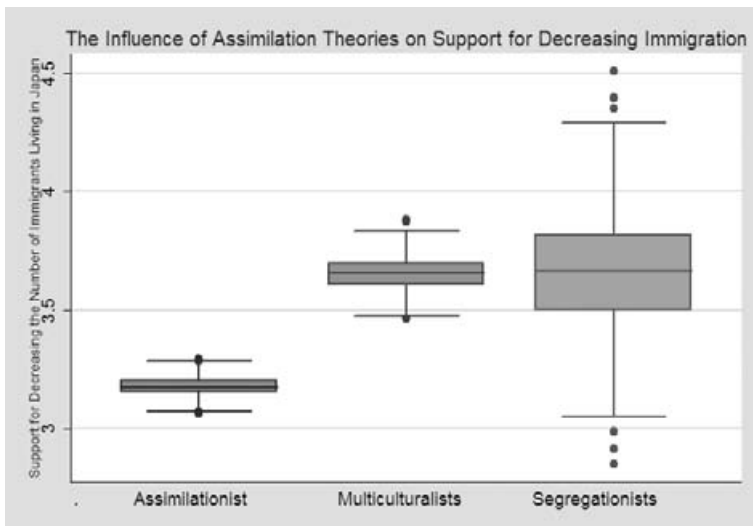 The Influence of Assimilation Theories on Support for Decreasing Immigration
Support for Decreasing the Number of Immigrants Living in Japan
4.5
4
3.5
3
. Assimilationist Multiculturalists Segregationists